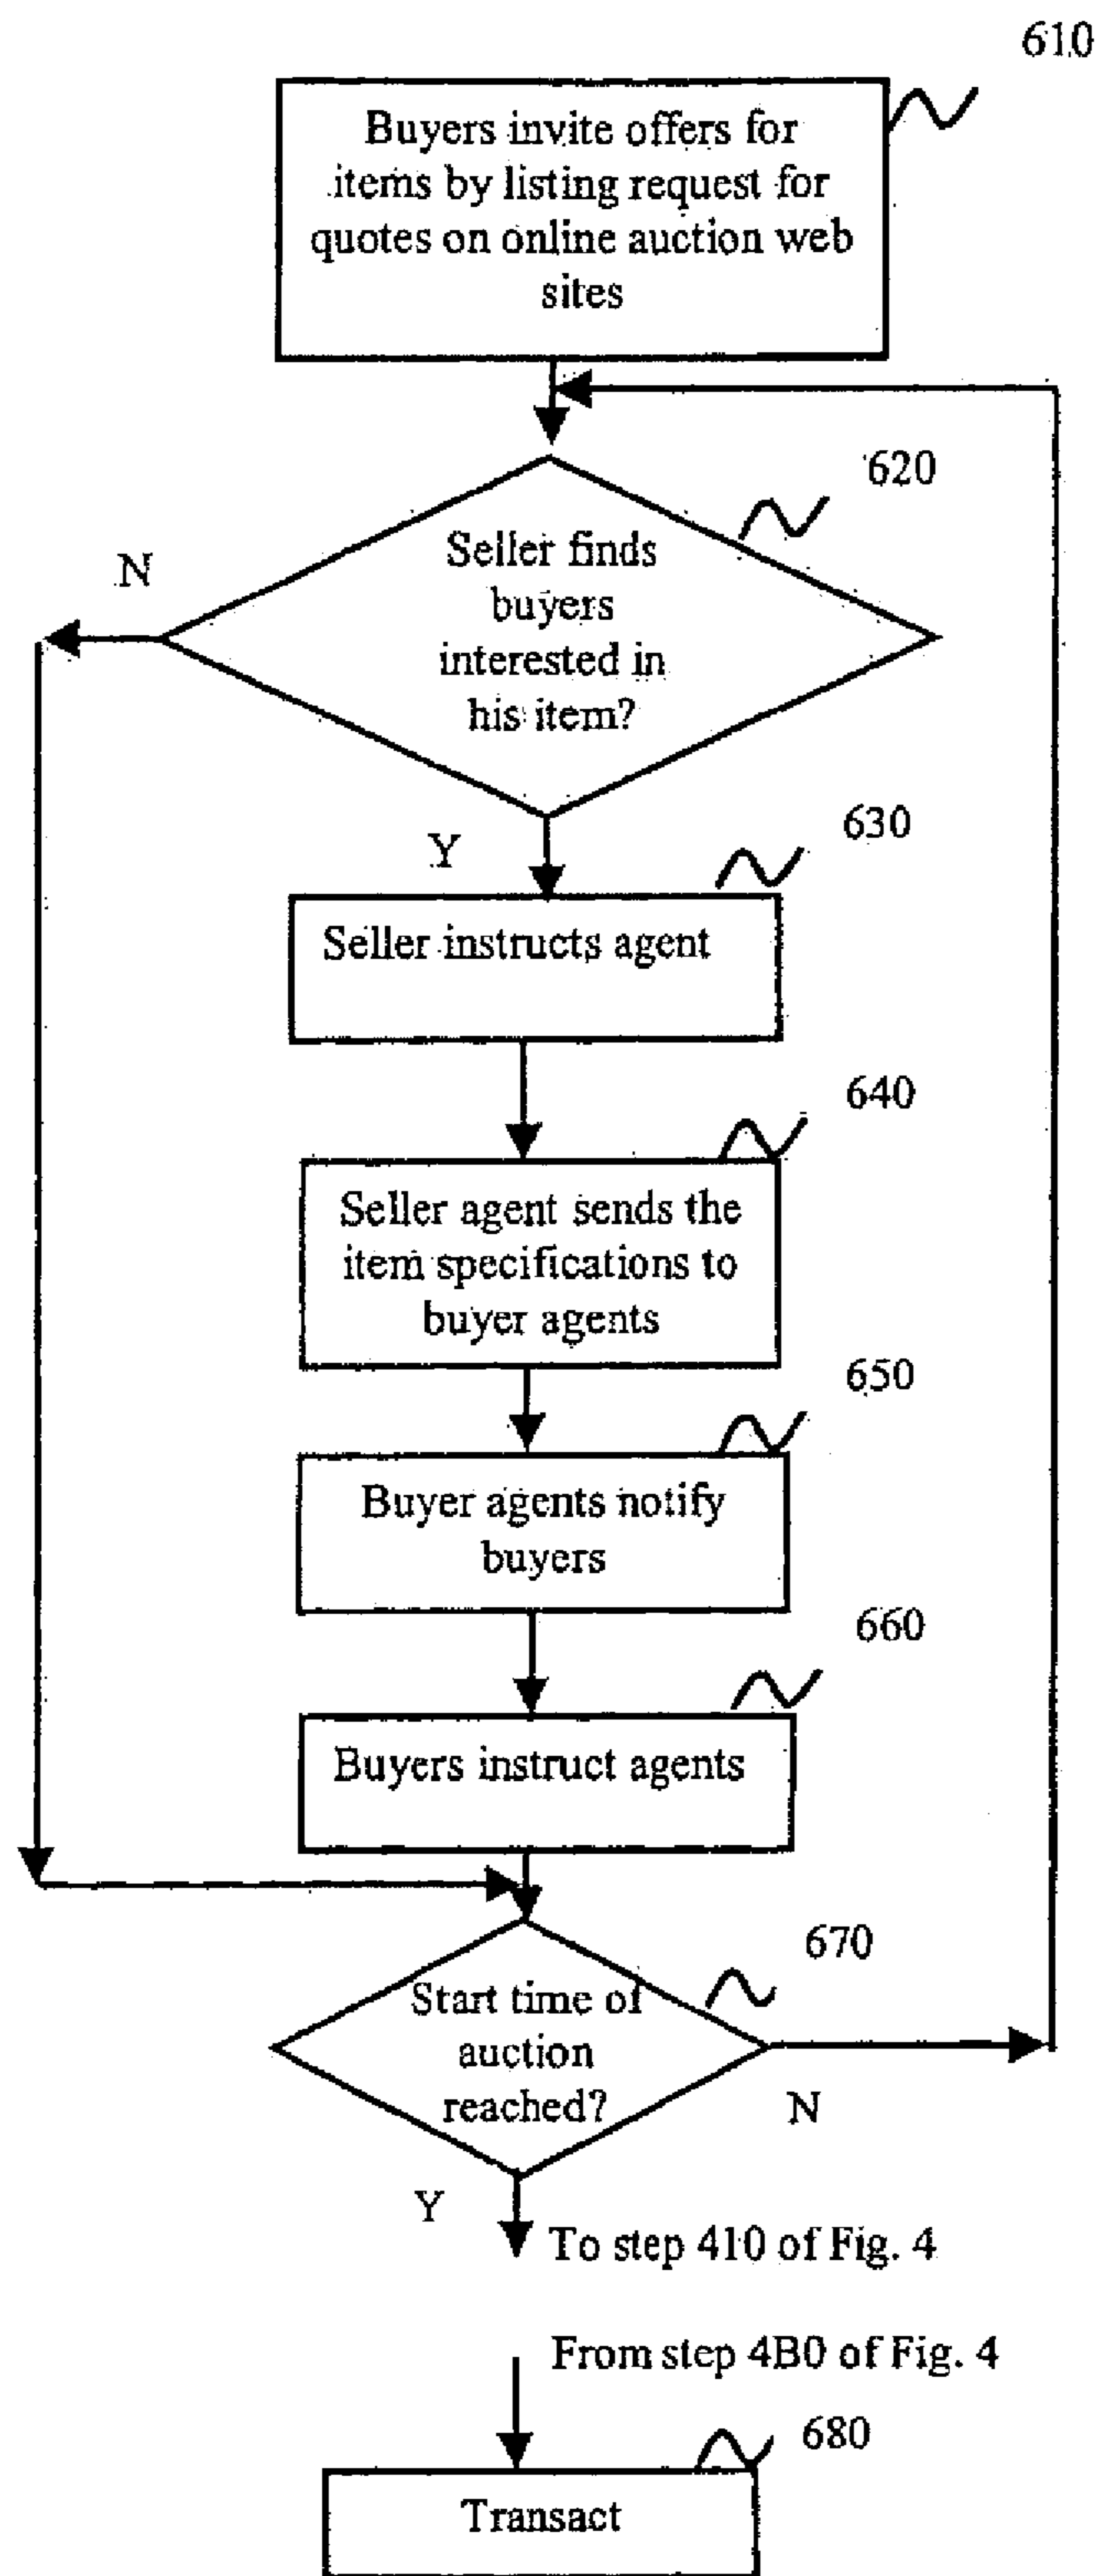 610
Buyers invite offers for
items by listing request for
quotes on online auction web
sites
620
N
Seller finds
buyers
interested in
his item?
630
Y
Seller instructs agent
640
Seller agent sends the
item specifications to
buyer agents
650
Buyer agents notify
buyers
660
Buyers instruct agents
670
Start time of
auction
reached?
N
Y
To step 410 of Fig. 4
From step 4B0 of Fig. 4
680
Transact